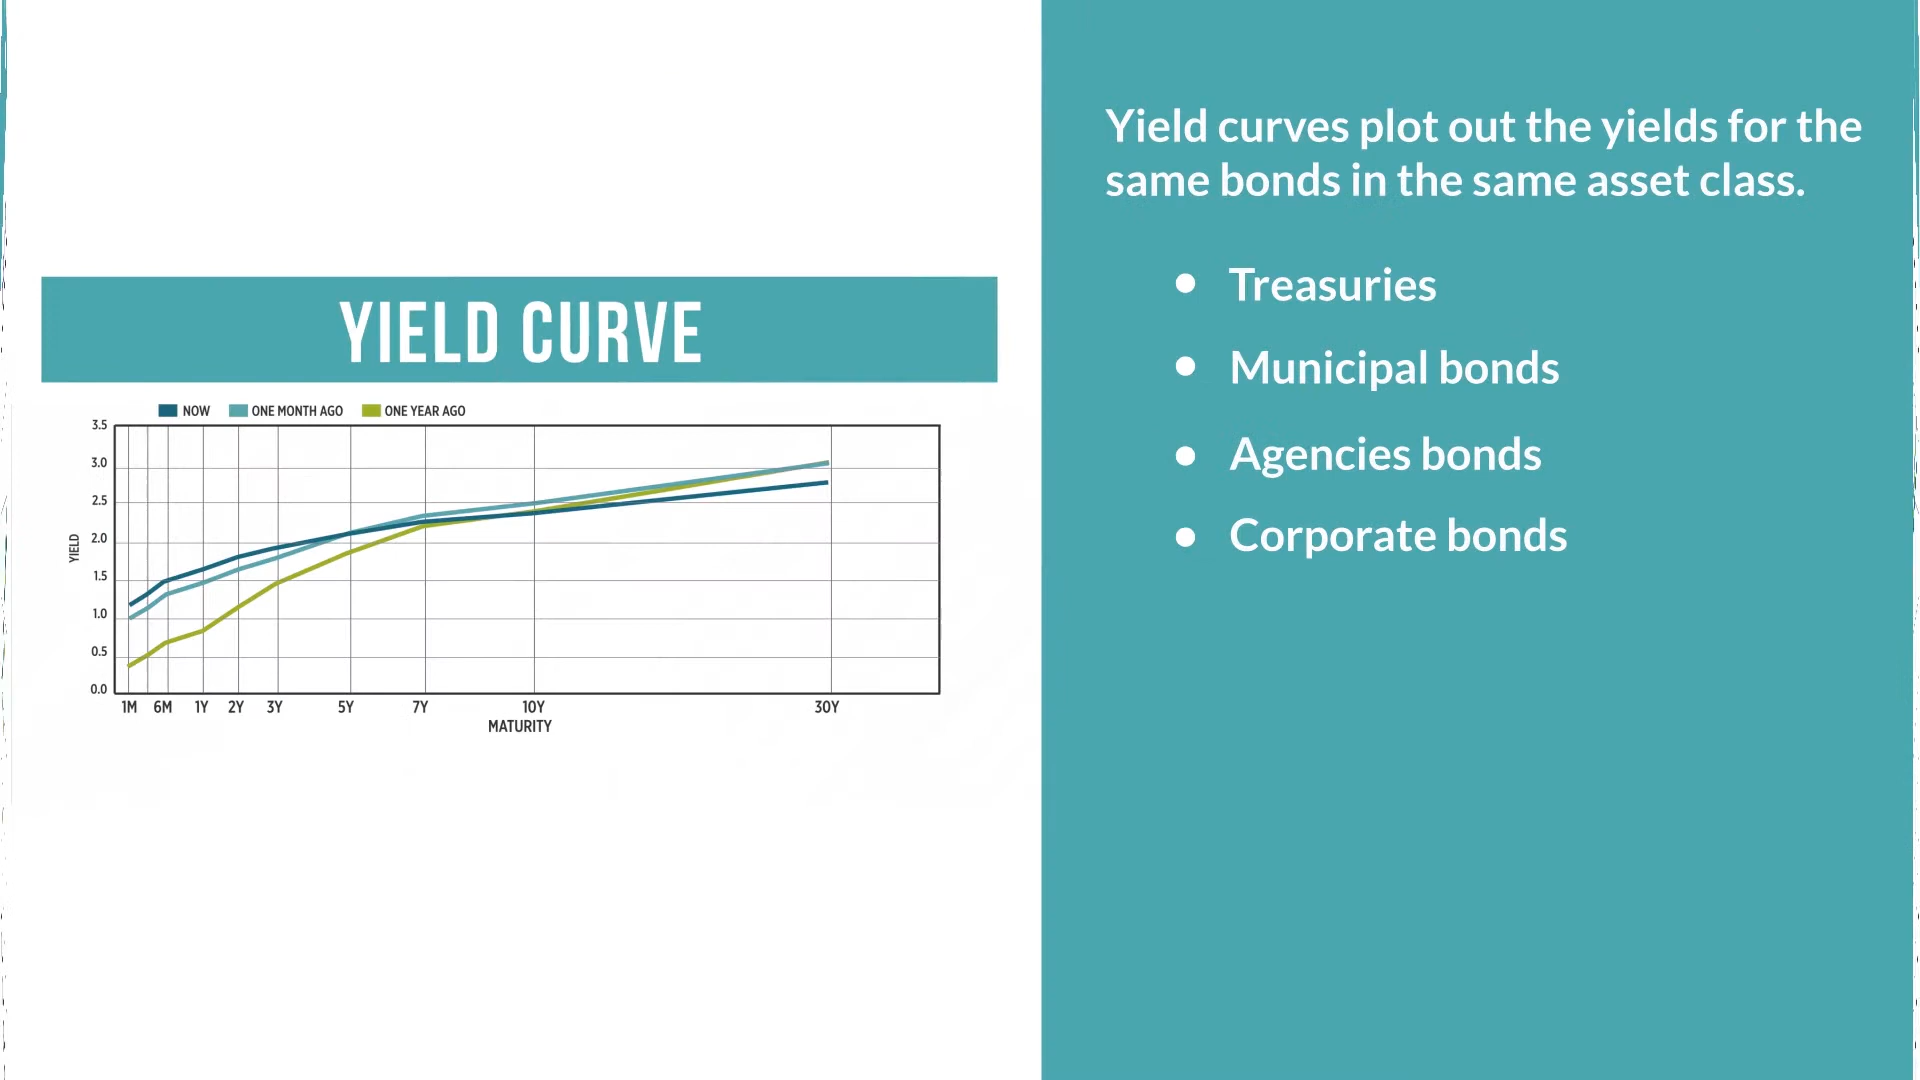 YIELD CURVE
NOW ONE MONTH AGO ONE YEAR AGO
3.5
3.0
2.5
2.0
1.5
1.0
0.5
0.0
YIELD
1M 6M 1Y 2Y 3Y 5Y 7Y 10Y 30Y
MATURITY
Yield curves plot out the yields for the
same bonds in the same asset class.
• Treasuries
• Municipal bonds
• Agencies bonds
• Corporate bonds